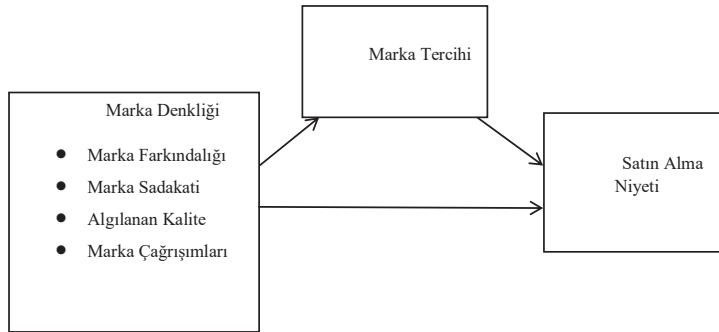 Marka Tercihi
Marka Denkliği
● Marka Farkındalığı
● Marka Sadakati
● Algılanan Kalite
● Marka Çağrışımları
Satın Alma
Niyeti